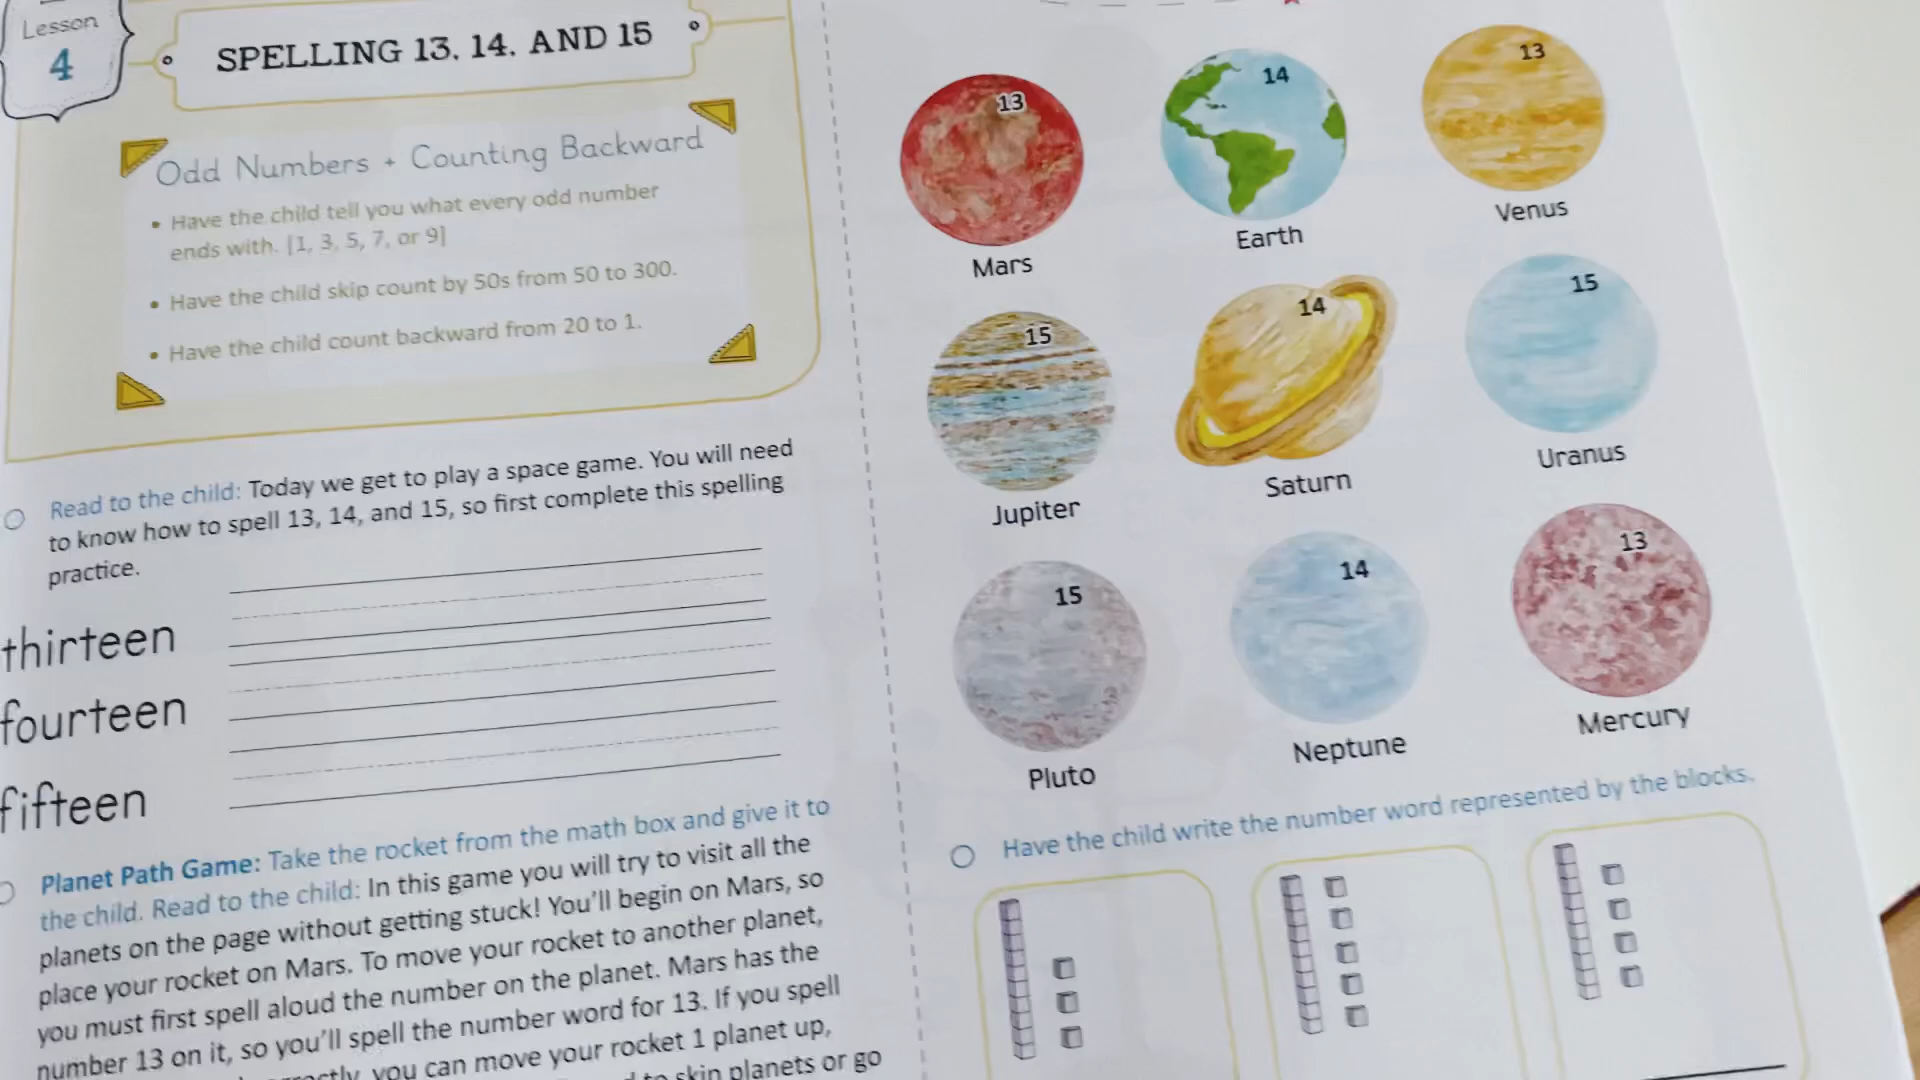 Lesson
4
SPELLING 13, 14, AND 15
Odd Numbers + Counting Backward
• Have the child tell you what every odd number
ends with. [1, 3, 5, 7, or 9]
• Have the child skip count by 50s from 50 to 300.
• Have the child count backward from 20 to 1.
Read to the child: Today we get to play a space game. You will need
to know how to spell 13, 14, and 15, so first complete this spelling
practice.
thirteen
fourteen
fifteen
Planet Path Game: Take the rocket from the math box and give it to
the child. Read to the child: In this game you will try to visit all the
planets on the page without getting stuck! You'll begin on Mars, so
place your rocket on Mars. To move your rocket to another planet,
you must first spell aloud the number on the planet. Mars has the
number 13 on it, so you'll spell the number word for 13. If you spell
you can move your rocket 1 planet up,
skip planets or go
13
14
13
Mars
Earth
Venus
15
14
15
Jupiter
Saturn
Uranus
15
14
13
Pluto
Neptune
Mercury
Have the child write the number word represented by the blocks.